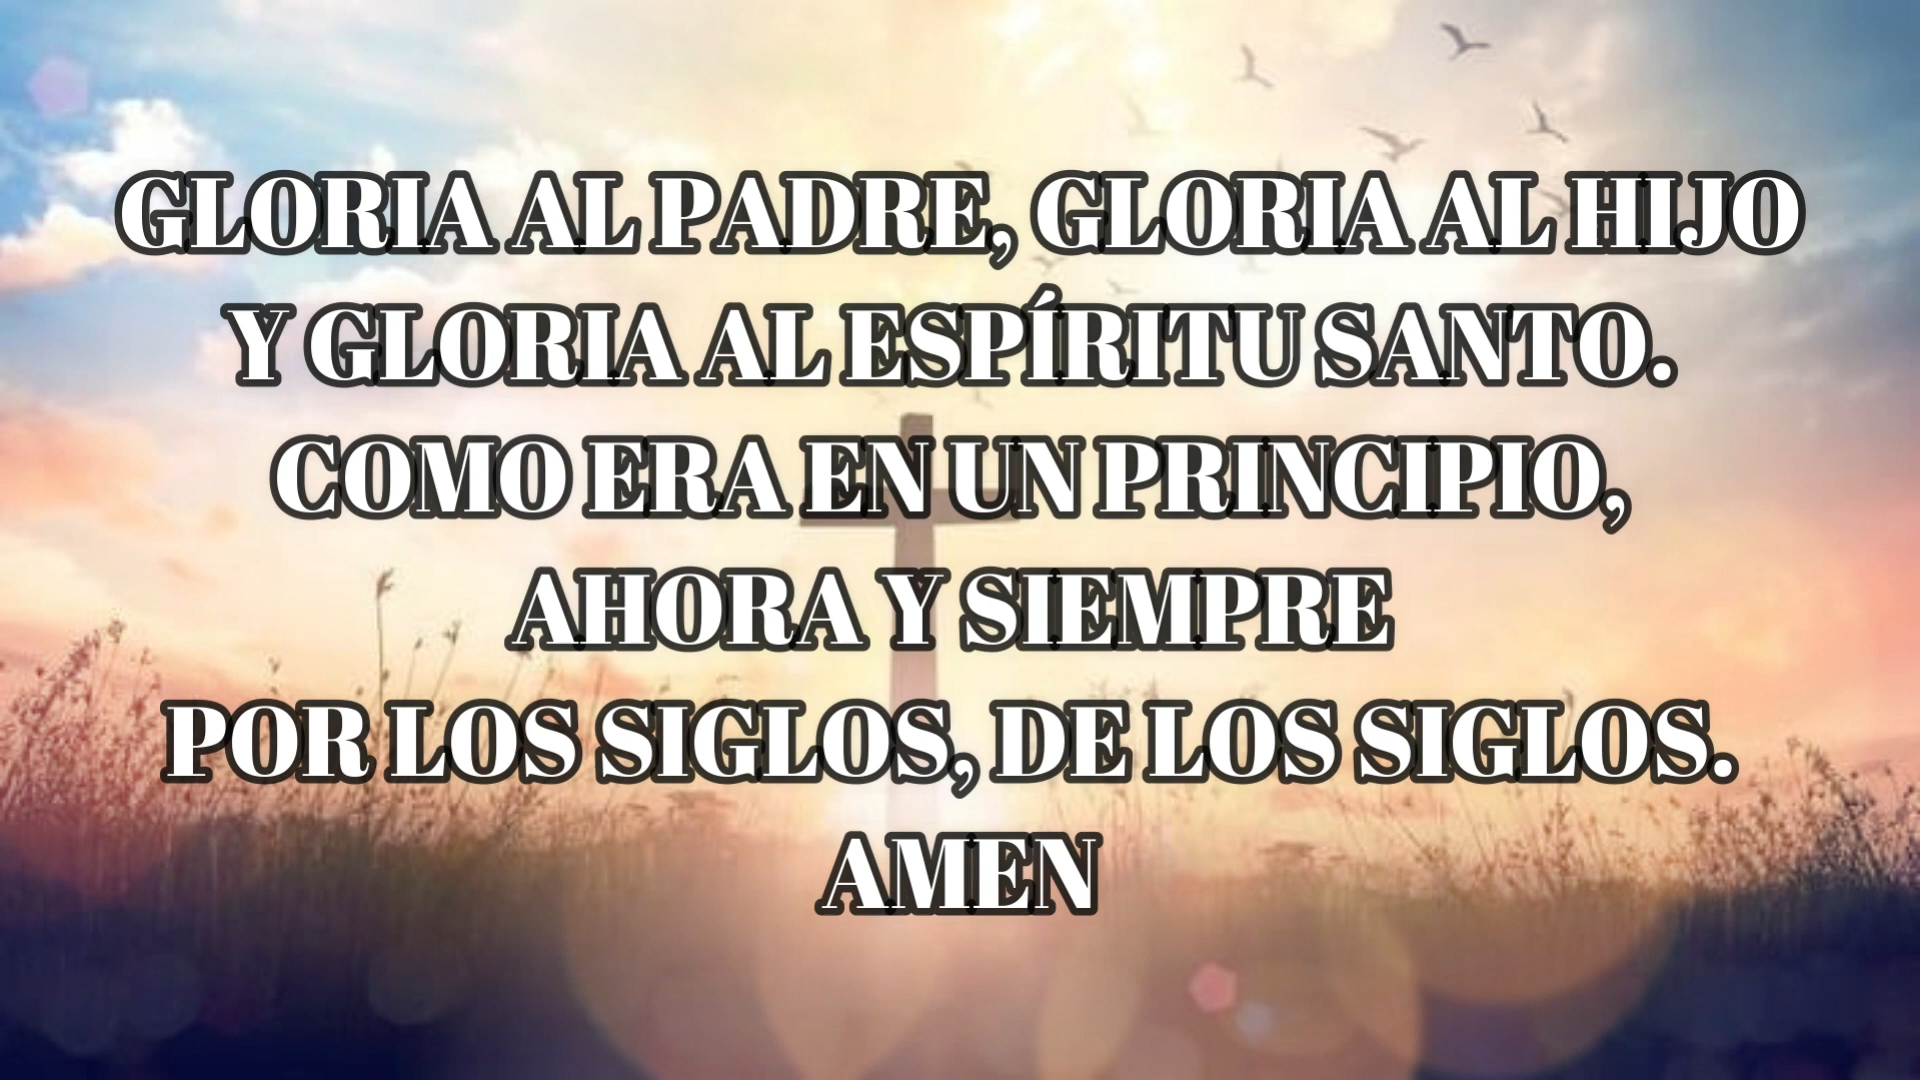 GLORIA AL PADRE, GLORIA AL HIJO
Y GLORIA AL ESPÍRITU SANTO.
COMO ERA EN UN PRINCIPIO,
AHORA Y SIEMPRE
POR LOS SIGLOS, DE LOS SIGLOS.
AMEN